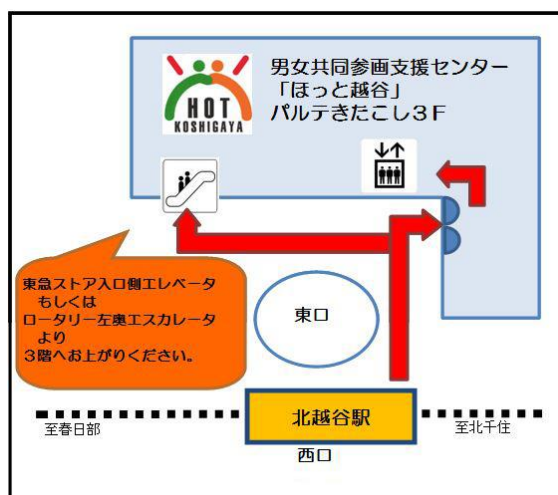 男女共同参画支援センター
「ほっと越谷」
パルテきたこし３Ｆ
HOT
KOSHIGAYA
東急ストア入口側エレベータ
もしくは
ロータリー左奥エスカレータ
より
３階へお上がりください。
東口
北越谷駅
至春日部
至北千住
西口